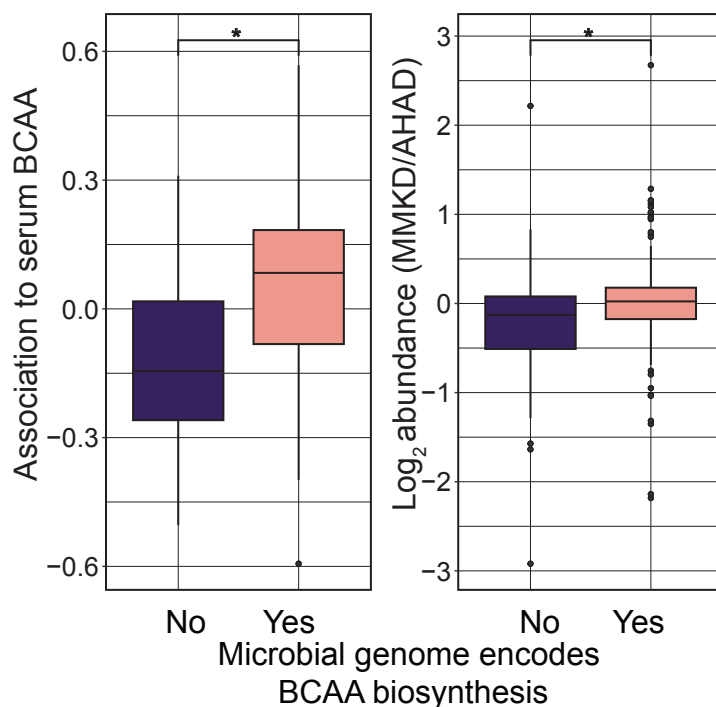 Association to serum BCAA
0.6
0.3
0.0
−0.3
−0.6
*
No Yes
Log2 abundance (MMKD/AHAD)
3
2
1
0
−1
−2
−3
*
No Yes
Microbial genome encodes
BCAA biosynthesis